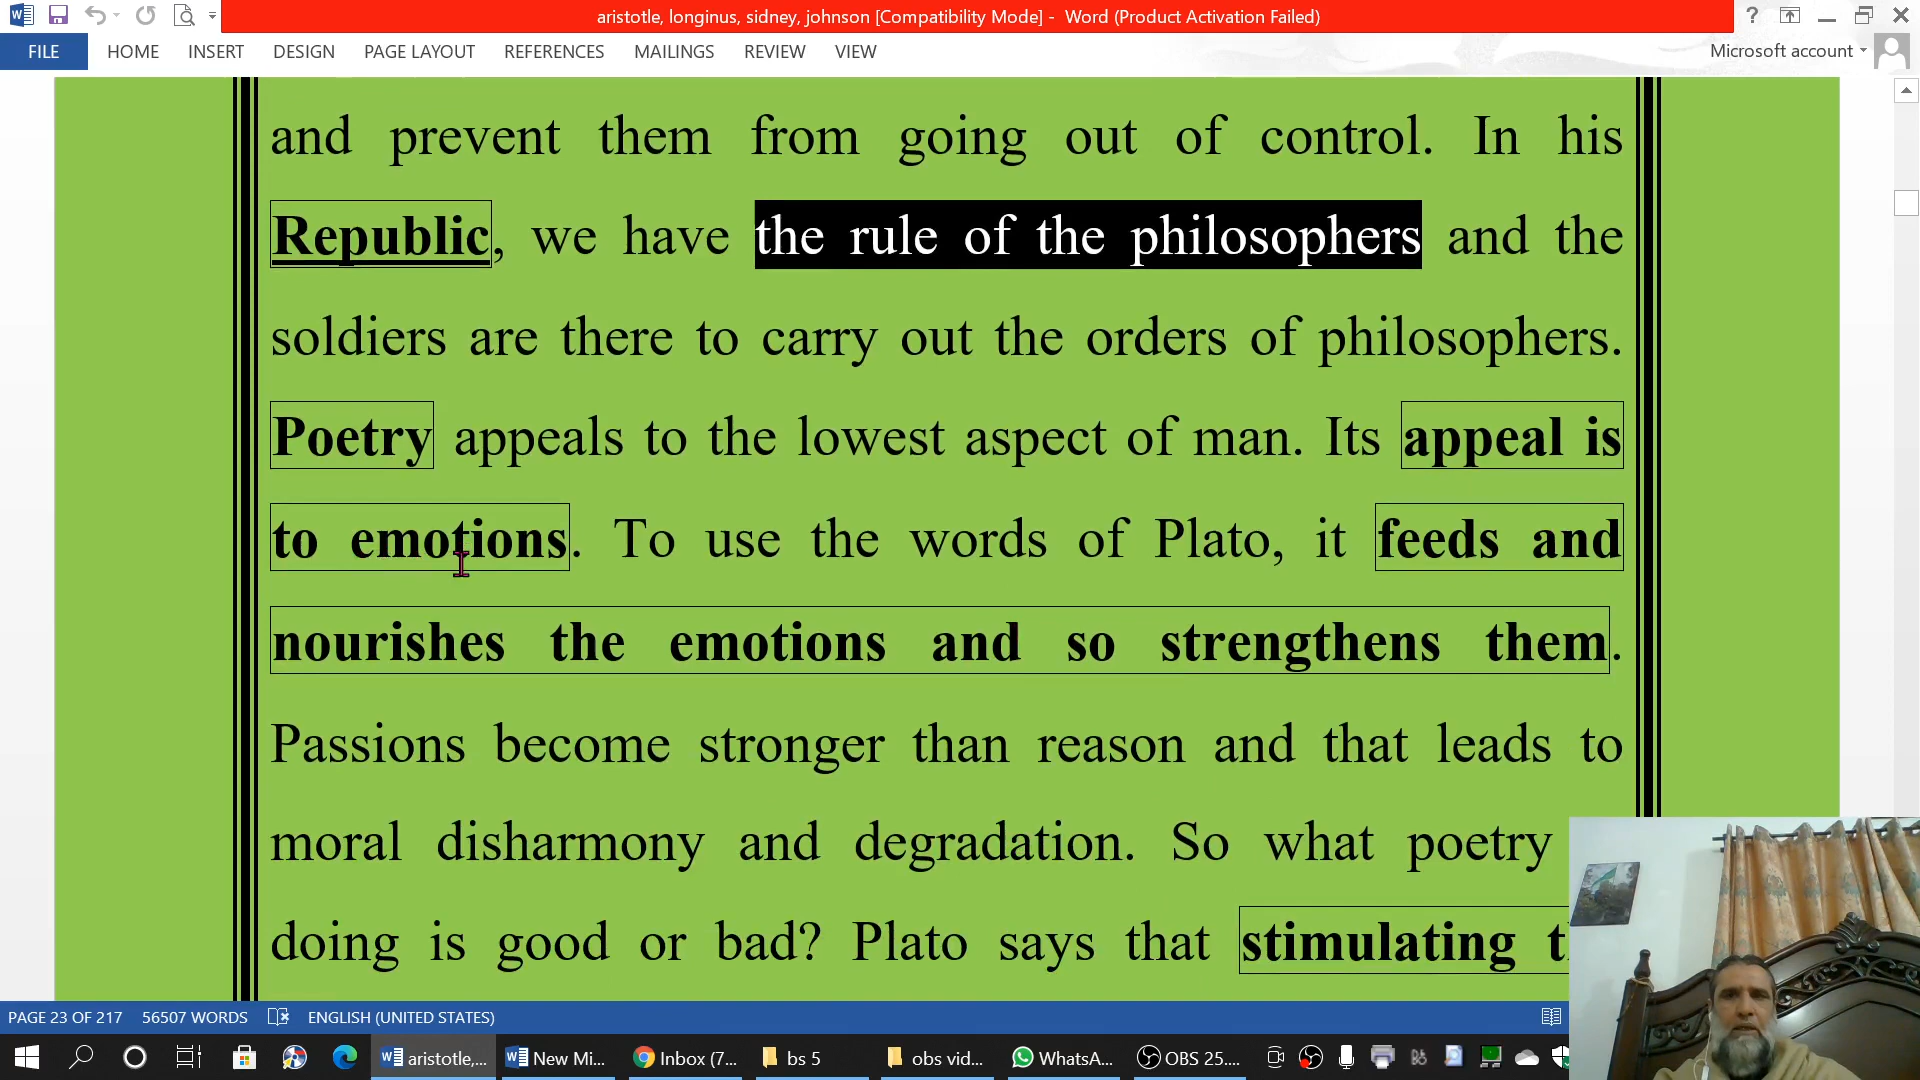 aristotle, longinus, sidney, johnson [Compatibility Mode] - Word (Product Activation Failed)
FILE HOME INSERT DESIGN PAGE LAYOUT REFERENCES MAILINGS REVIEW VIEW Microsoft account
and prevent them from going out of control. In his
Republic, we have the rule of the philosophers and the
soldiers are there to carry out the orders of philosophers.
Poetry appeals to the lowest aspect of man. Its appeal is
to emotions. To use the words of Plato, it feeds and
nourishes the emotions and so strengthens them.
Passions become stronger than reason and that leads to
moral disharmony and degradation. So what poetry
doing is good or bad? Plato says that stimulating
PAGE 23 OF 217 56507 WORDS ENGLISH (UNITED STATES)
aristotle,... New Mi... Inbox (7... bs 5 obs vid... WhatsA... OBS 25....